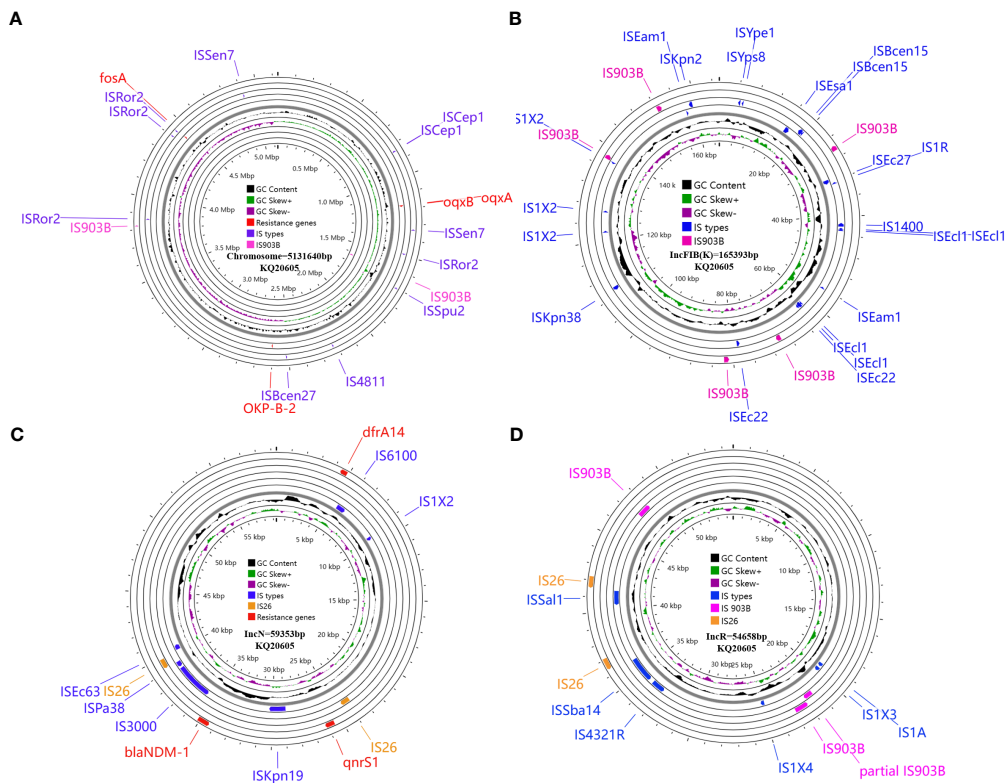 A
ISSen7
fosA
ISRor2
ISRor2
ISCep1
ISCep1
oqxB
oqxA
ISSen7
ISRor2
IS903B
ISSpu2
IS4811
ISBcen27
OKP-B-2
ISRor2
IS903B
5.0 Mbp
0.5 Mbp
1.0 Mbp
1.5 Mbp
2.0 Mbp
2.5 Mbp
3.0 Mbp
3.5 Mbp
4.0 Mbp
4.5 Mbp
GC Content
GC Skew+
GC Skew-
Resistance genes
IS types
IS903B
Chromosome=5131640bp
KQ20605
B
ISYpe1
ISYps8
ISEam1
ISKpn2
IS903B
ISBcen15
ISBcen15
ISEsa1
IS903B
IS1R
ISEc27
IS1400
ISEcl1
ISEcl1
ISEam1
ISEcl1
ISEcl1
ISEc22
IS903B
ISEc22
IS903B
ISKpn38
IS1X2
IS1X2
IS903B
S1X2
160 kbp
20 kbp
40 kbp
60 kbp
80 kbp
100 kbp
120 kbp
140 k
GC Content
GC Skew+
GC Skew-
IS types
IS903B
IncFIB(K)=165393bp
KQ20605
C
dfrA14
IS6100
IS1X2
IS26
qnrS1
ISKpn19
blaNDM-1
IS3000
ISPa38
IS26
ISEc63
55 kbp
5 kbp
10 kbp
15 kbp
20 kbp
25 kbp
30 kbp
35 kbp
40 kbp
45 kbp
50 kbp
GC Content
GC Skew+
GC Skew-
IS types
IS26
Resistance genes
IncN=59353bp
KQ20605
D
IS903B
IS26
ISSal1
IS26
ISSba14
IS4321R
IS1X4
IS903B
partial IS903B
IS1A
IS1X3
50 kbp
5 kbp
10 kbp
15 kbp
20 kbp
25 kbp
30 kbp
35 kbp
40 kbp
45 kbp
GC Content
GC Skew+
GC Skew-
IS types
IS 903B
IS26
IncR=54658bp
KQ20605